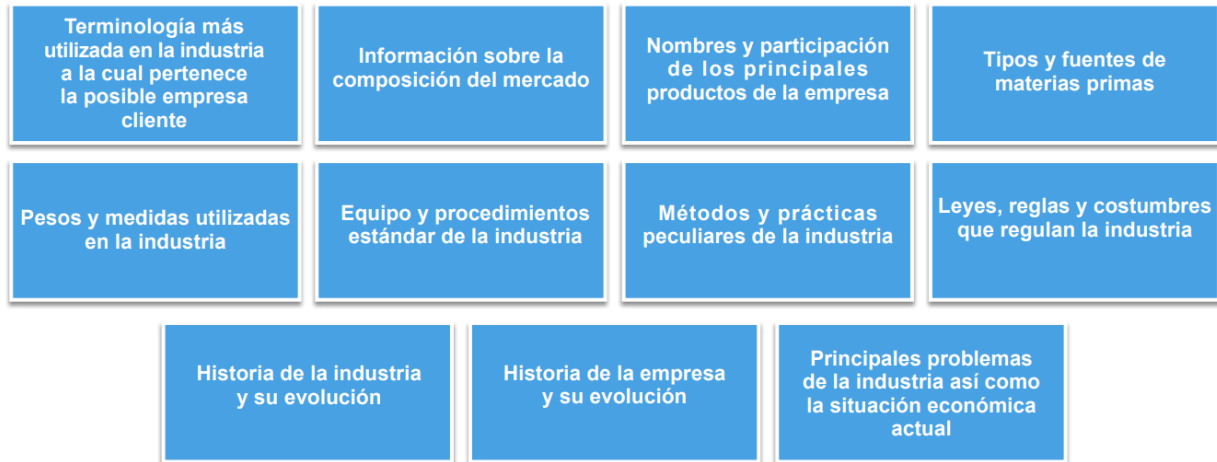 Terminología más
utilizada en la industria
a la cual pertenece
la posible empresa
cliente
Información sobre la
composición del mercado
Nombres y participación
de los principales
productos de la empresa
Tipos y fuentes de
materias primas
Pesos y medidas utilizadas
en la industria
Equipo y procedimientos
estándar de la industria
Métodos y prácticas
peculiares de la industria
Leyes, reglas y costumbres
que regulan la industria
Historia de la industria
y su evolución
Historia de la empresa
y su evolución
Principales problemas
de la industria así como
la situación económica
actual